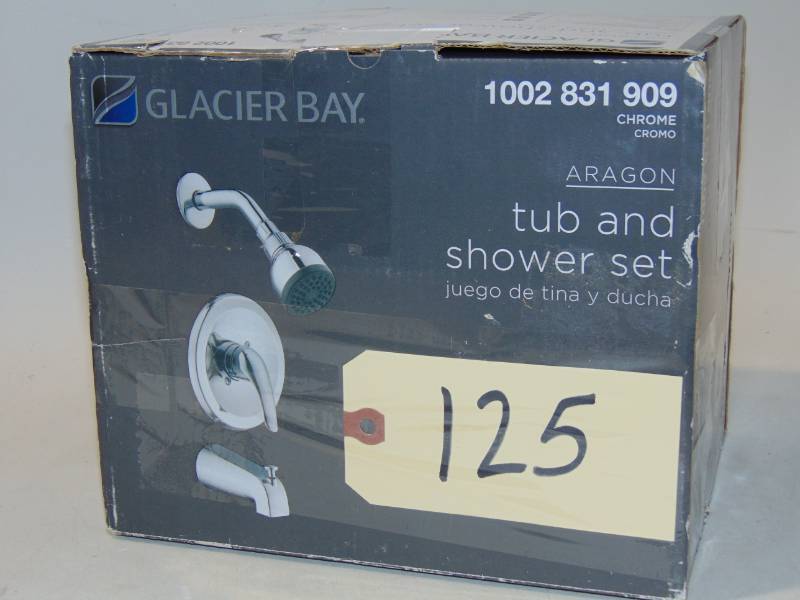 GLACIER BAY.
1002 831 909
CHROME
CROMO
ARAGON
tub and
shower set
juego de tina y ducha
125